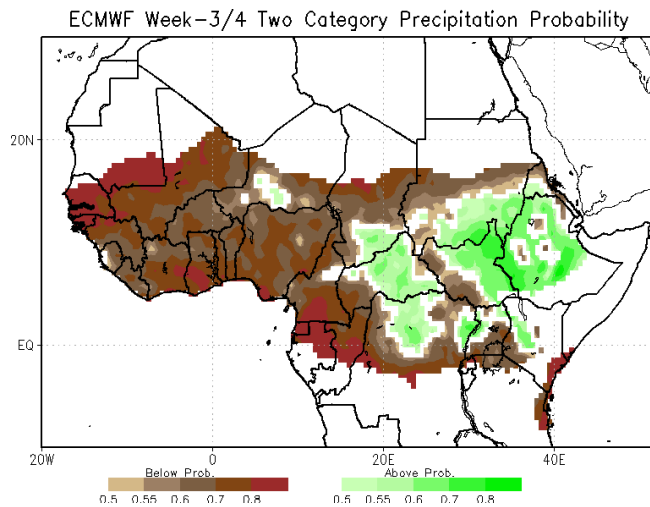 ECMWF Week-3/4 Two Category Precipitation Probability
20N
EQ
20W 0 20E 40E
Below Prob. Above Prob.
0.5 0.55 0.6 0.7 0.8 0.5 0.55 0.6 0.7 0.8